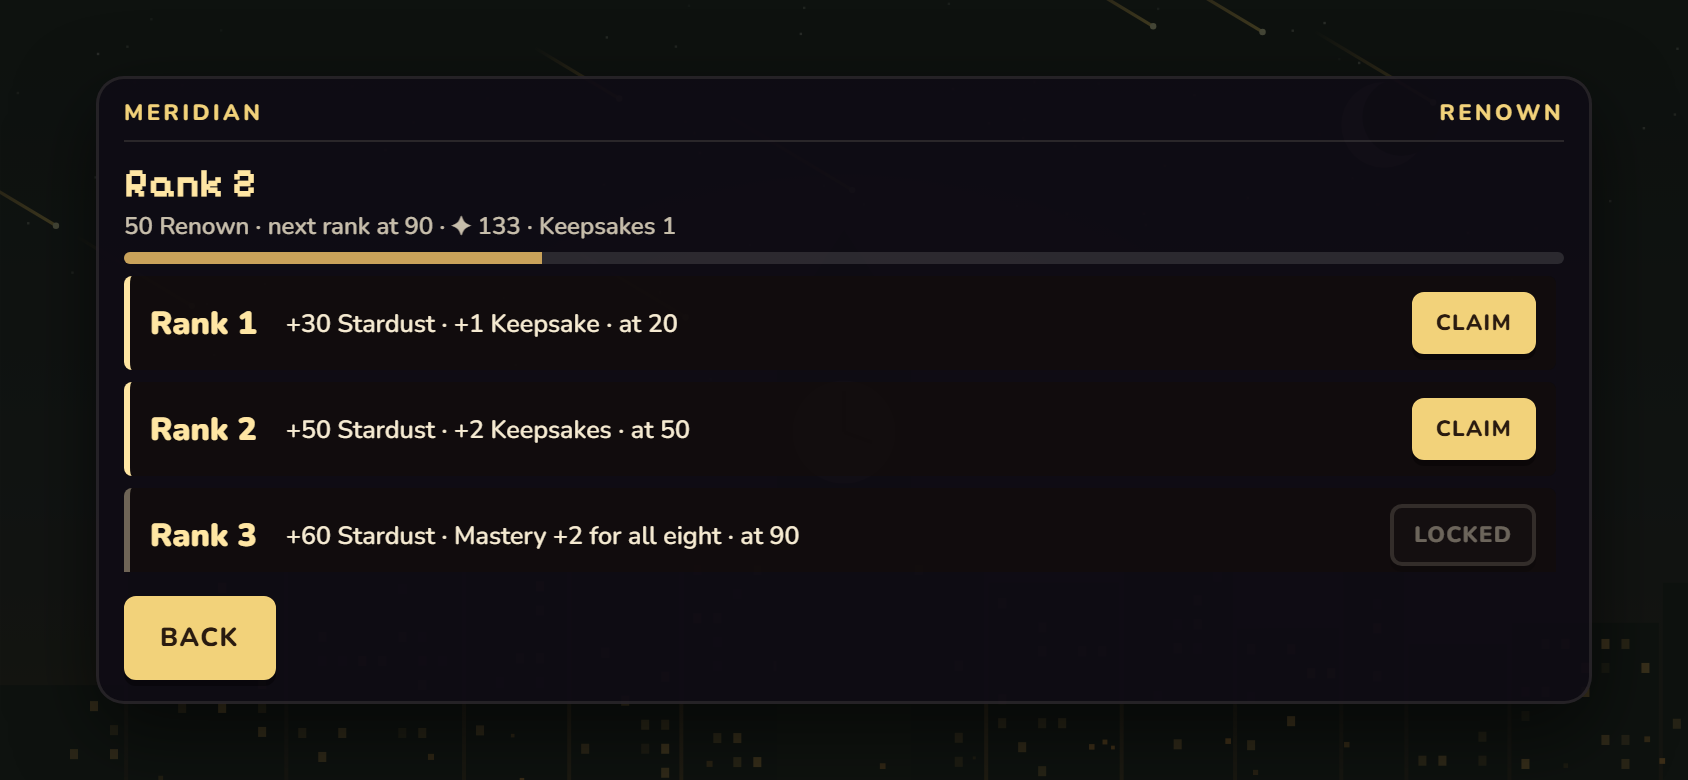 MERIDIAN
RENOWN
Rank 2
50 Renown · next rank at 90 · ✦ 133 · Keepsakes 1
Rank 1 +30 Stardust · +1 Keepsake · at 20 CLAIM
Rank 2 +50 Stardust · +2 Keepsakes · at 50 CLAIM
Rank 3 +60 Stardust · Mastery +2 for all eight · at 90 LOCKED
BACK